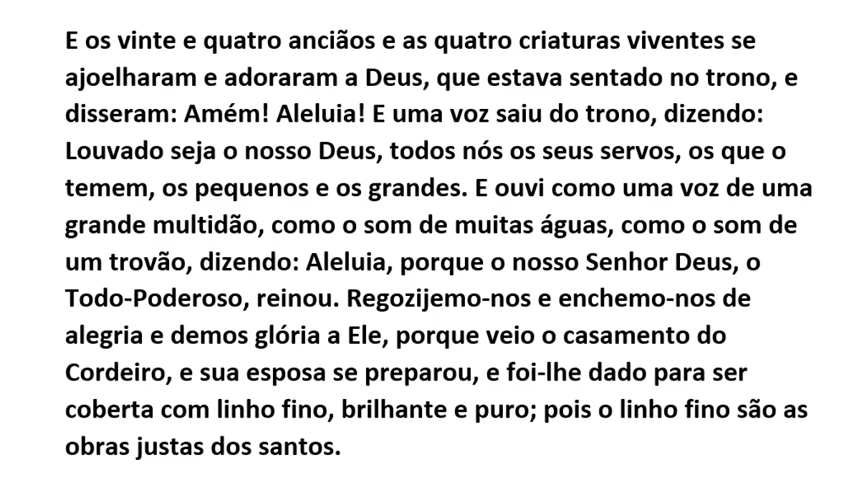 E os vinte e quatro anciãos e as quatro criaturas viventes se
ajoelharam e adoraram a Deus, que estava sentado no trono, e
disseram: Amém! Aleluia! E uma voz saiu do trono, dizendo:
Louvado seja o nosso Deus, todos nós os seus servos, os que o
temem, os pequenos e os grandes. E ouvi como uma voz de uma
grande multidão, como o som de muitas águas, como o som de
um trovão, dizendo: Aleluia, porque o nosso Senhor Deus, o
Todo-Poderoso, reinou. Regozijemo-nos e enchemo-nos de
alegria e demos glória a Ele, porque veio o casamento do
Cordeiro, e sua esposa se preparou, e foi-lhe dado para ser
coberta com linho fino, brilhante e puro; pois o linho fino são as
obras justas dos santos.